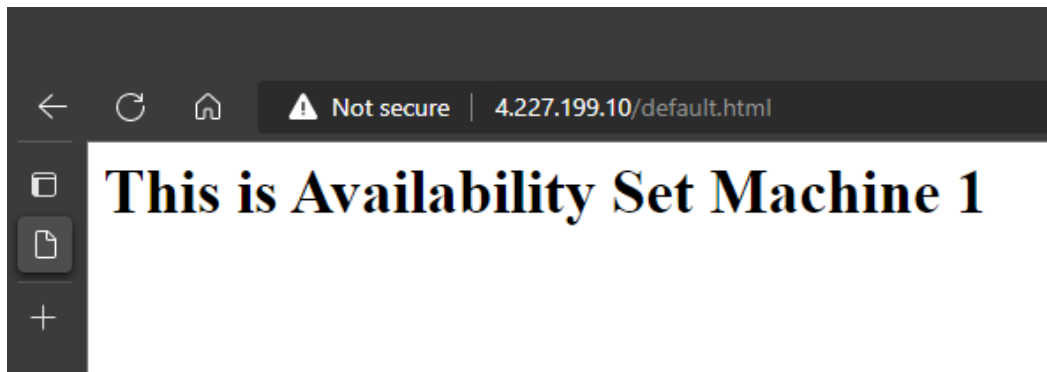 Not secure | 4.227.199.10/default.html
This is Availability Set Machine 1